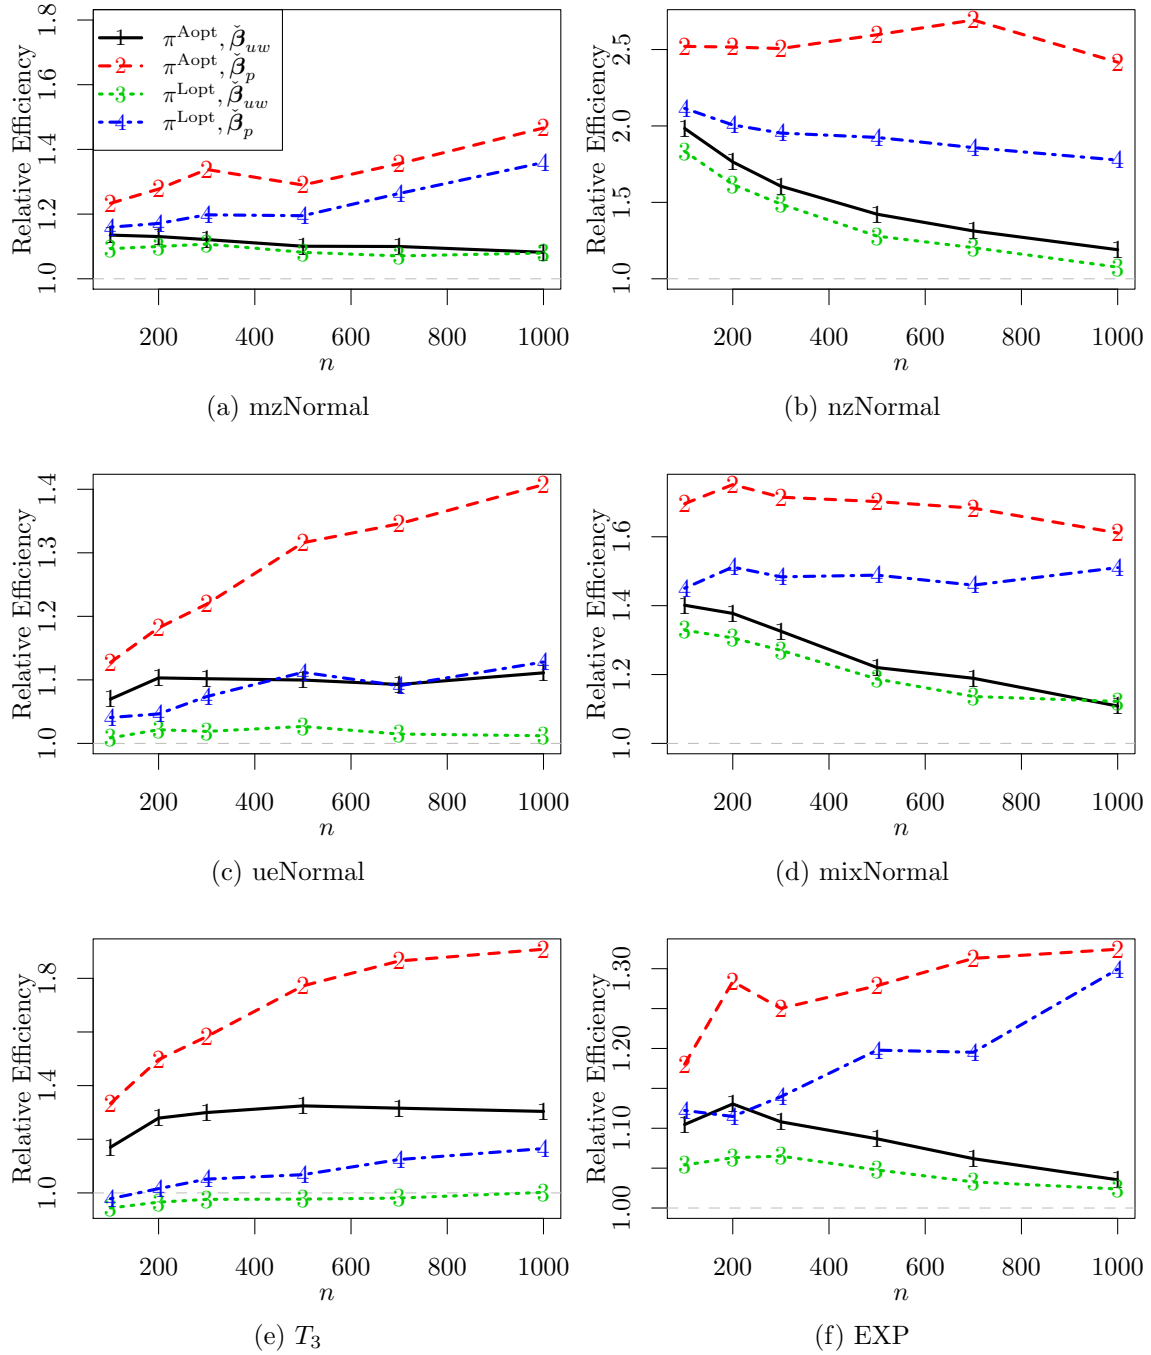 Relative Efficiency
1.0 1.2 1.4 1.6 1.8
1 π^Aopt, β̌_uw
2 π^Aopt, β̌_p
3 π^Lopt, β̌_uw
4 π^Lopt, β̌_p
200 400 600 800 1000
n
(a) mzNormal
Relative Efficiency
1.0 1.5 2.0 2.5
200 400 600 800 1000
n
(b) nzNormal
Relative Efficiency
1.0 1.1 1.2 1.3 1.4
200 400 600 800 1000
n
(c) ueNormal
Relative Efficiency
1.0 1.2 1.4 1.6
200 400 600 800 1000
n
(d) mixNormal
Relative Efficiency
1.0 1.4 1.8
200 400 600 800 1000
n
(e) T₃
Relative Efficiency
1.00 1.10 1.20 1.30
200 400 600 800 1000
n
(f) EXP